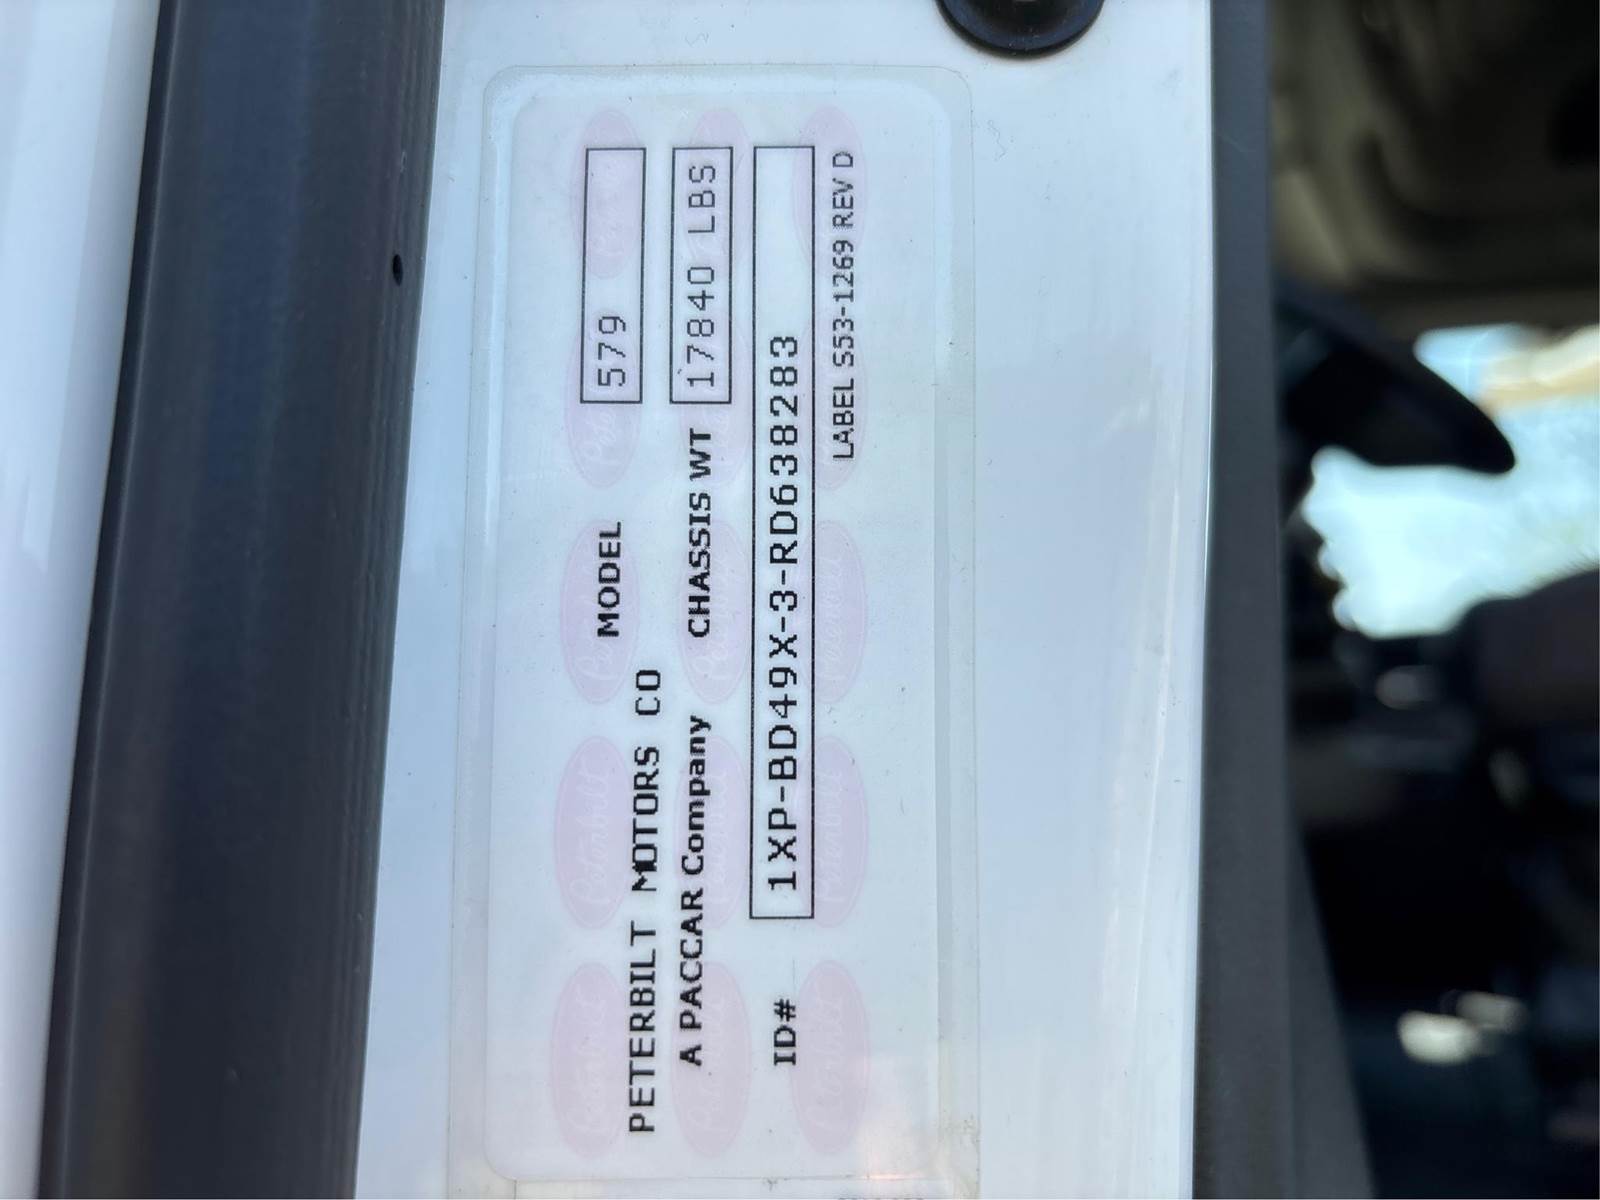 PETERBILT MOTORS CO
A PACCAR Company
MODEL 579
CHASSIS WT 17840 LBS
ID# 1XP-BD49X-3-RD638283
LABEL S53-1269 REV D